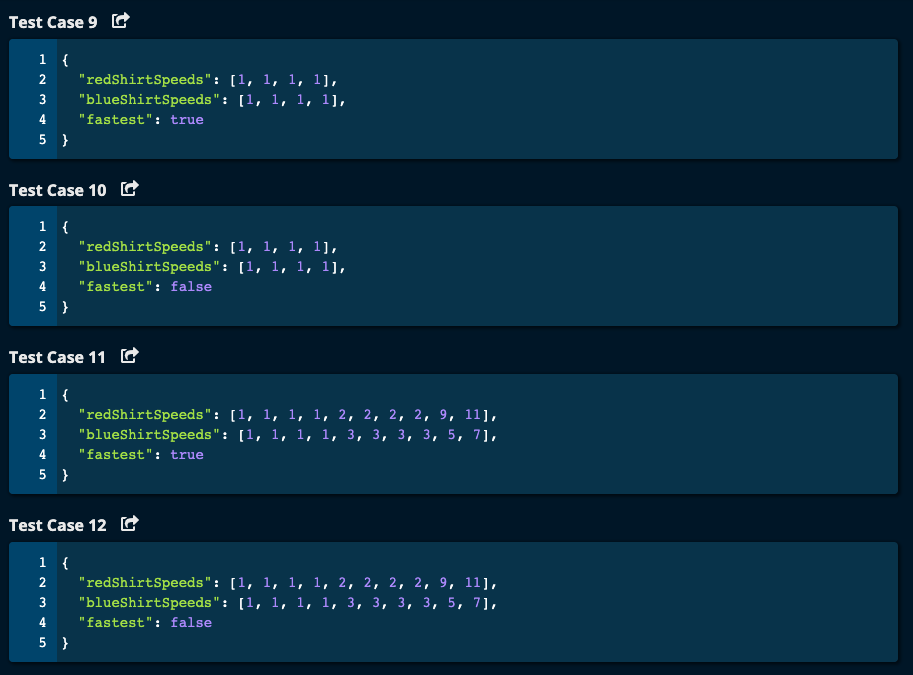 Test Case 9
1 {
2 "redShirtSpeeds": [1, 1, 1, 1],
3 "blueShirtSpeeds": [1, 1, 1, 1],
4 "fastest": true
5 }
Test Case 10
1 {
2 "redShirtSpeeds": [1, 1, 1, 1],
3 "blueShirtSpeeds": [1, 1, 1, 1],
4 "fastest": false
5 }
Test Case 11
1 {
2 "redShirtSpeeds": [1, 1, 1, 1, 2, 2, 2, 2, 9, 11],
3 "blueShirtSpeeds": [1, 1, 1, 1, 3, 3, 3, 3, 5, 7],
4 "fastest": true
5 }
Test Case 12
1 {
2 "redShirtSpeeds": [1, 1, 1, 1, 2, 2, 2, 2, 9, 11],
3 "blueShirtSpeeds": [1, 1, 1, 1, 3, 3, 3, 3, 5, 7],
4 "fastest": false
5 }